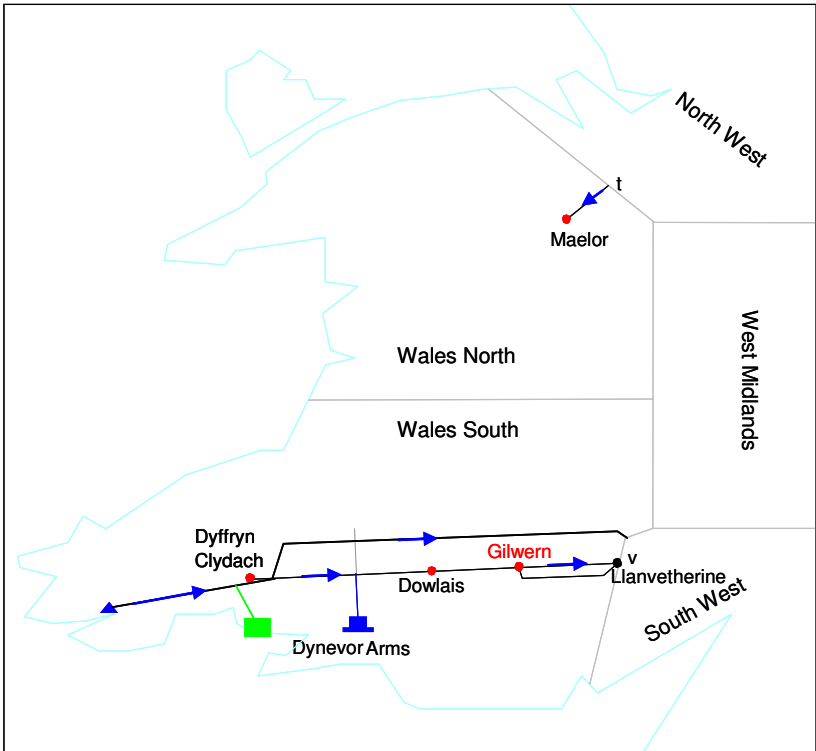 North West
t
Maelor
West Midlands
Wales North
Wales South
Dyffryn
Clydach
Gilwern
v
Dowlais
Llanvetherine
South West
Dynevor Arms